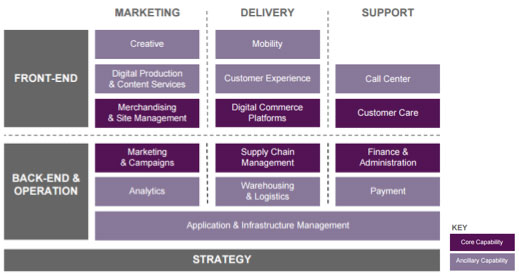 MARKETING
DELIVERY
SUPPORT
FRONT-END
Creative
Mobility
Digital Production
& Content Services
Customer Experience
Call Center
Merchandising
& Site Management
Digital Commerce
Platforms
Customer Care
BACK-END &
OPERATION
Marketing
& Campaigns
Supply Chain
Management
Finance &
Administration
Analytics
Warehousing
& Logistics
Payment
Application & Infrastructure Management
KEY
Core Capability
Ancillary Capability
STRATEGY